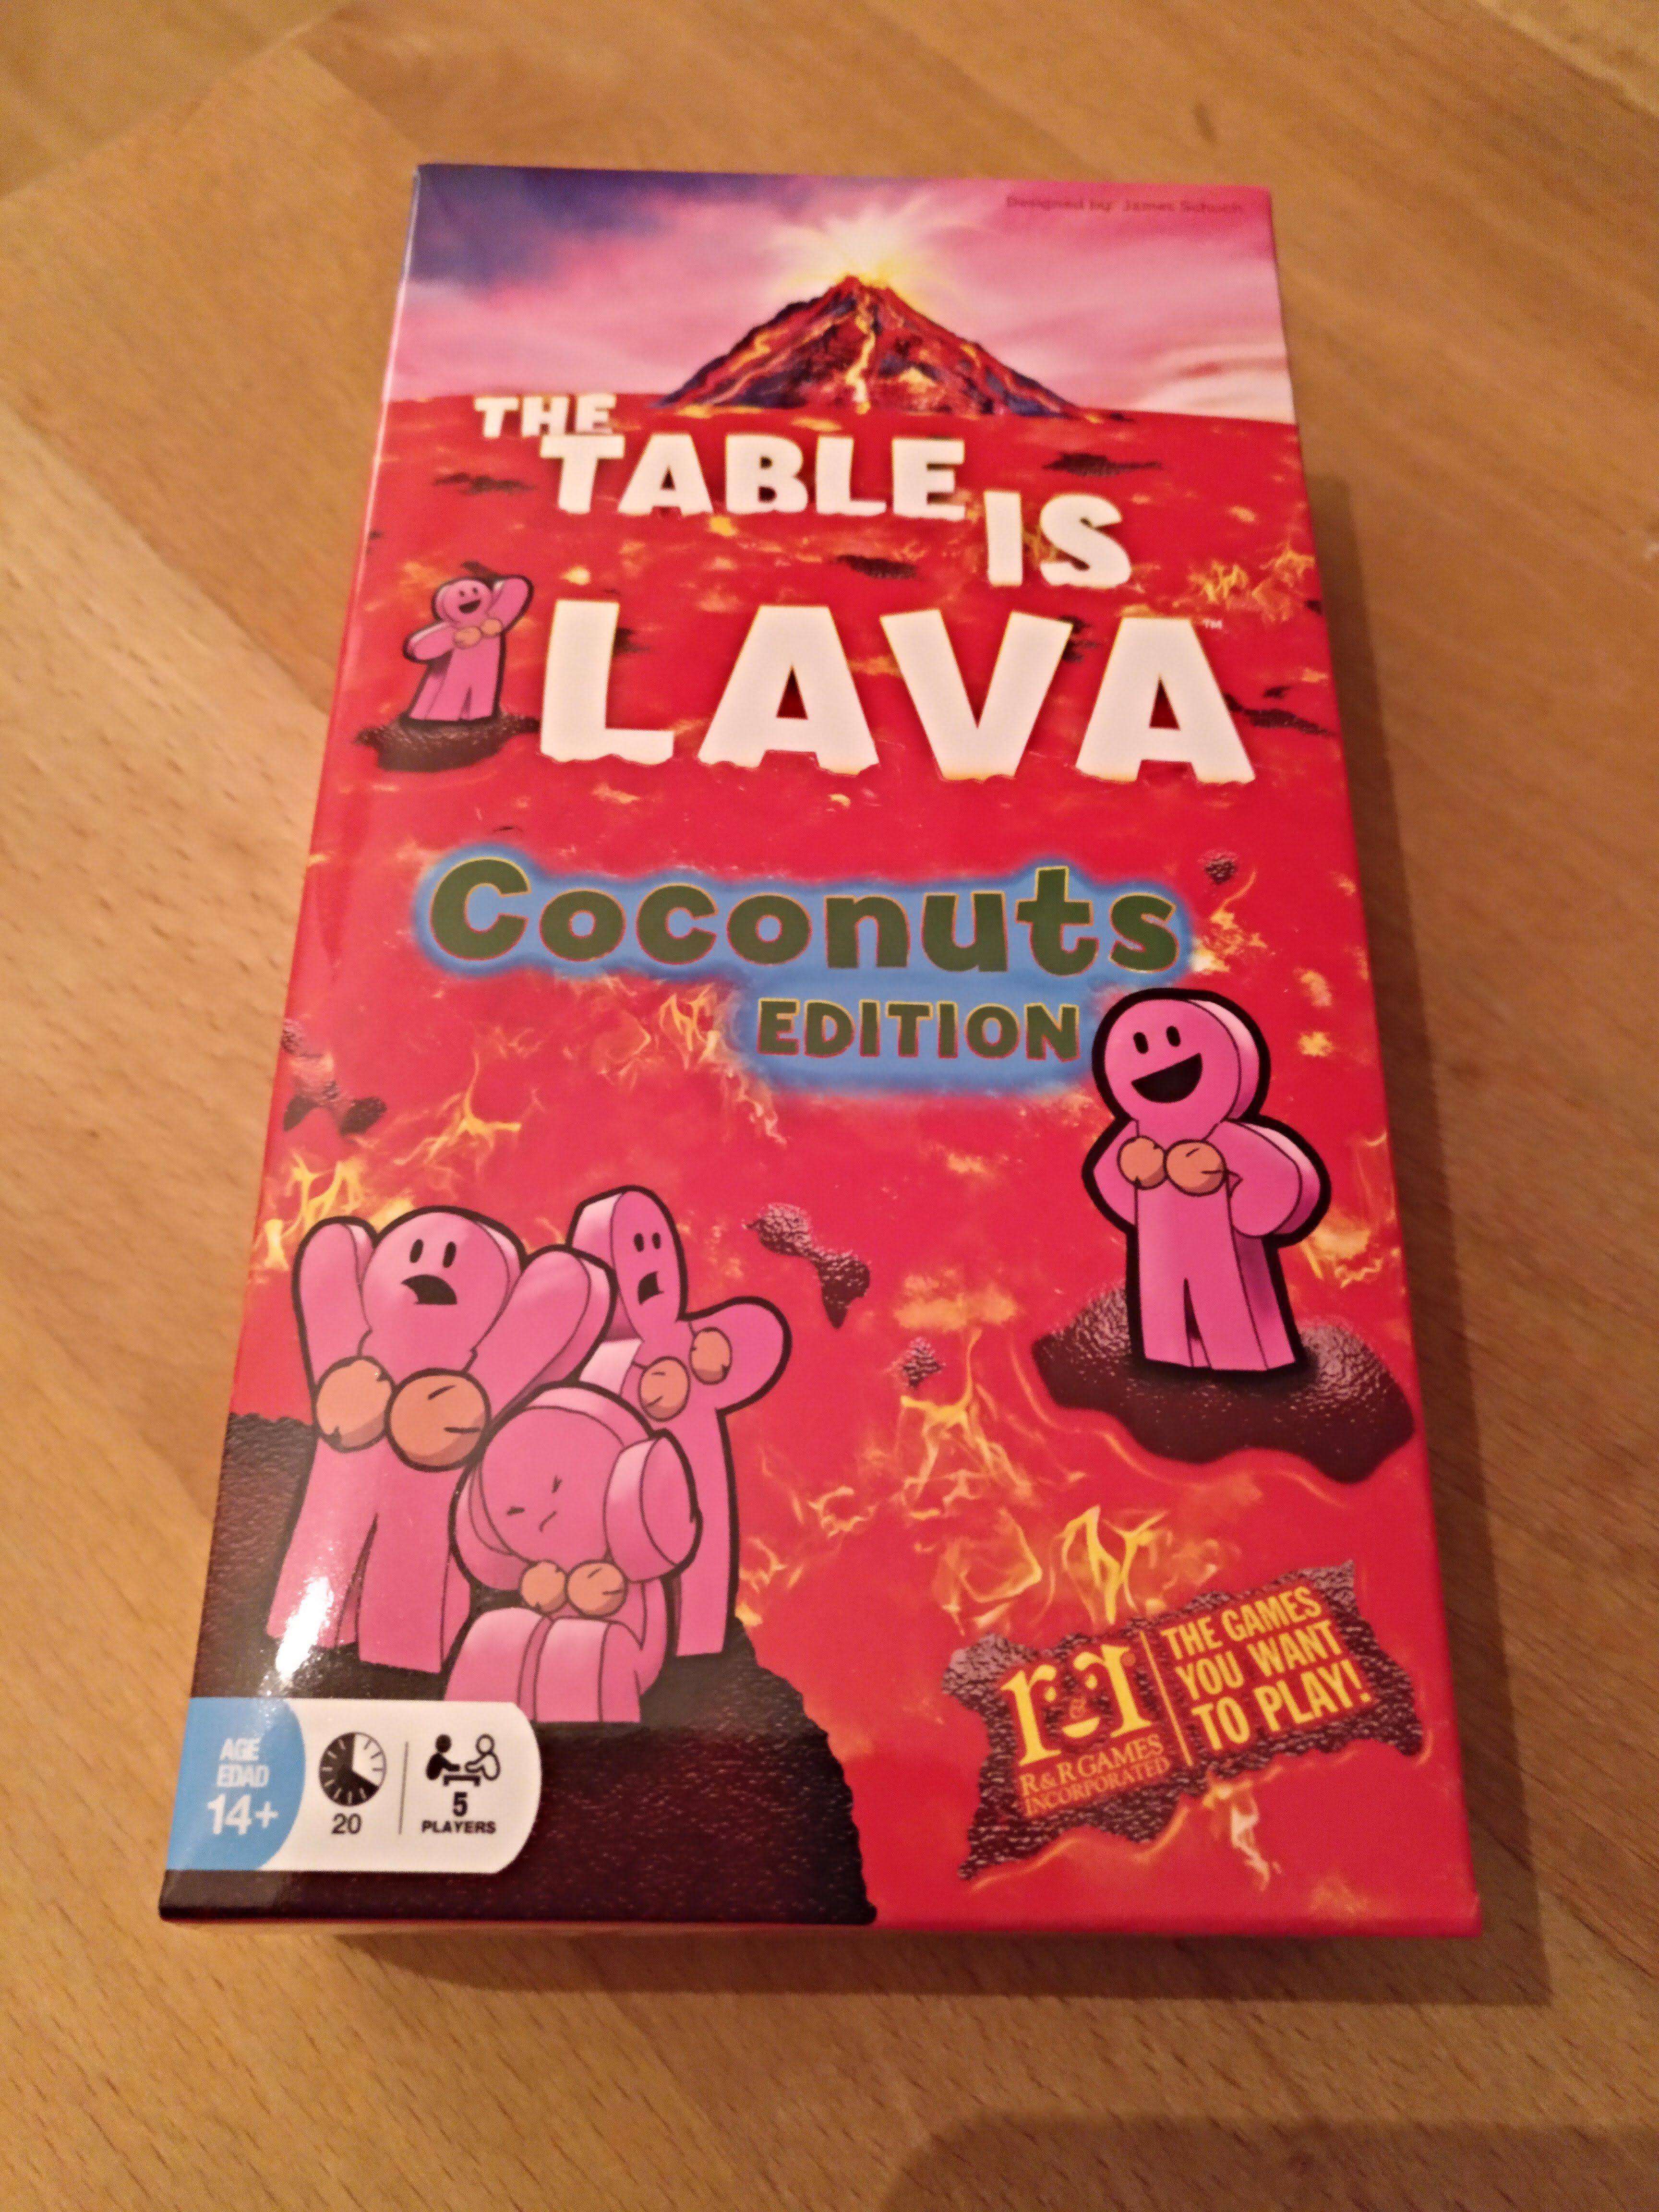 Designed by: James Schoch
THE
TABLE
IS
LAVA™
Coconuts
EDITION
AGE
EDAD
14+
20
5
PLAYERS
r&r
R&R GAMES
INCORPORATED
THE GAMES
YOU WANT
TO PLAY!